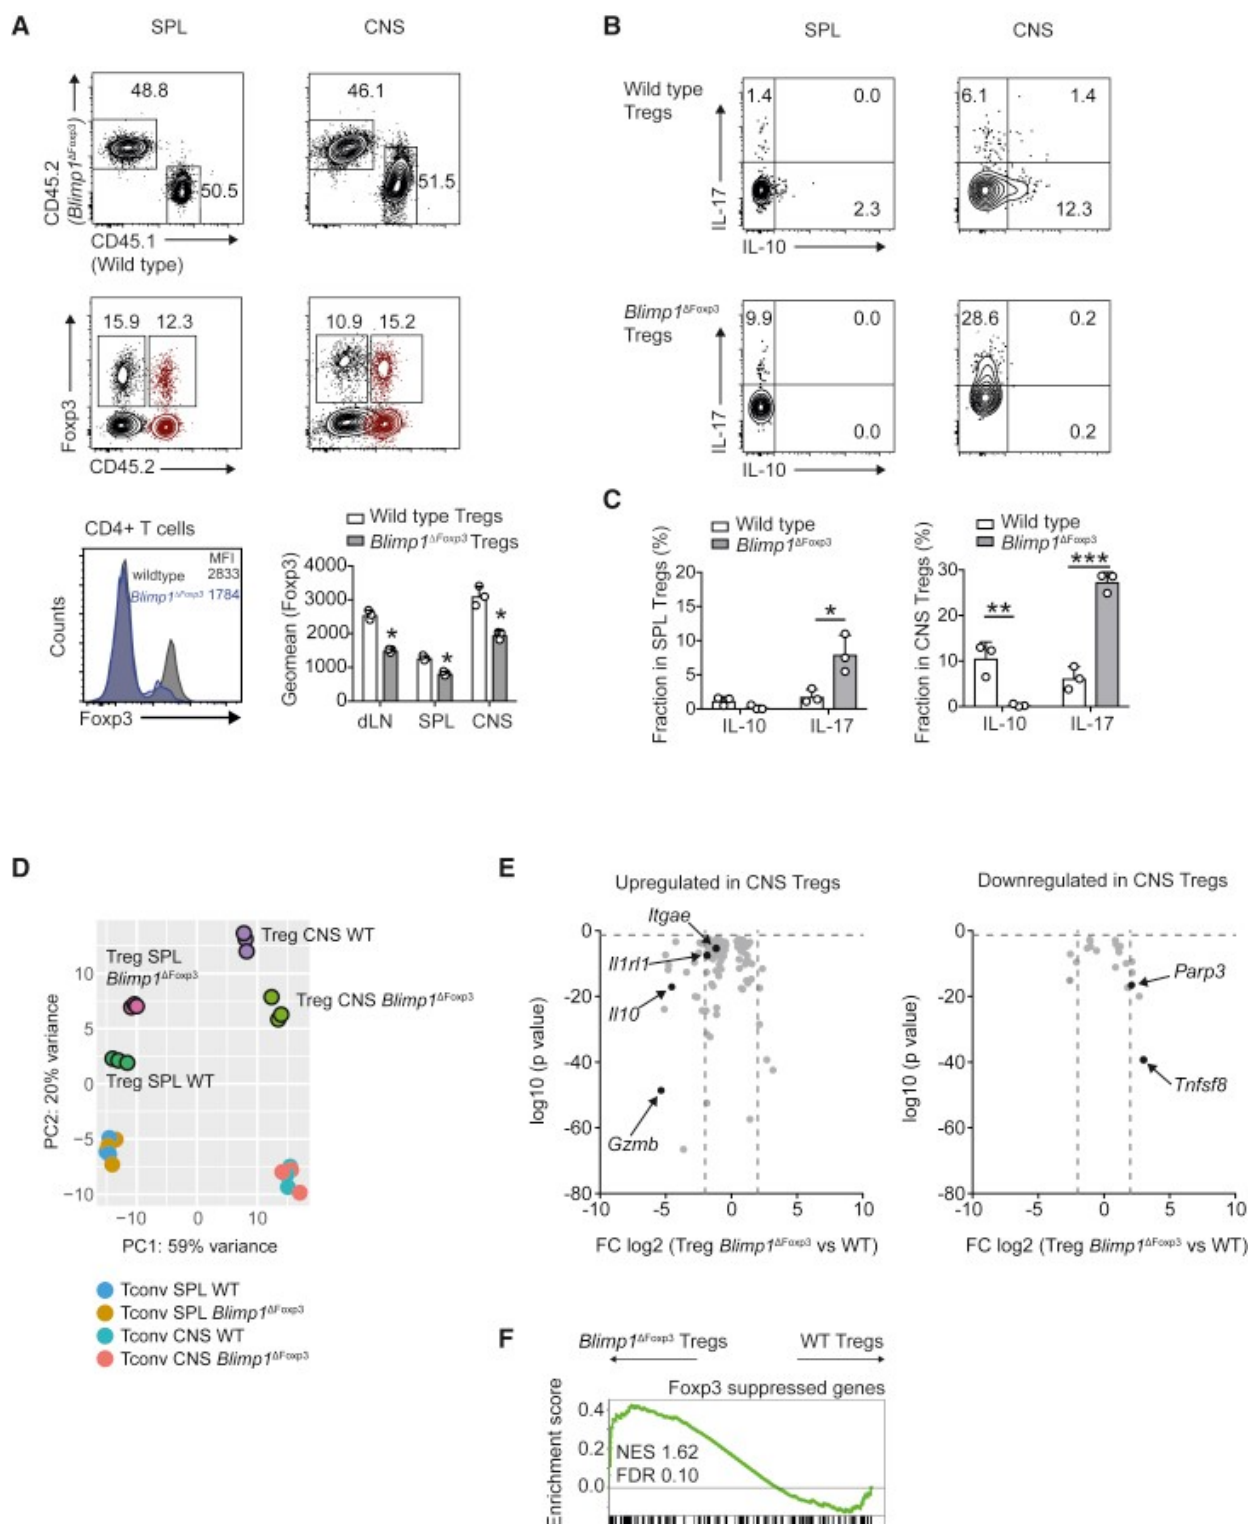 A
SPL
CNS
48.8
50.5
46.1
51.5
CD45.2
(Blimp1ΔFoxp3)
CD45.1
(Wild type)
15.9 12.3
10.9 15.2
Foxp3
CD45.2
CD4+ T cells
MFI
wildtype 2833
Blimp1ΔFoxp3 1784
Counts
Foxp3
Wild type Tregs
Blimp1ΔFoxp3 Tregs
Geomean (Foxp3)
4000
3000
2000
1000
0
* * *
dLN SPL CNS
B
SPL
CNS
Wild type
Tregs
1.4 0.0
2.3
6.1 1.4
12.3
IL-17
IL-10
Blimp1ΔFoxp3
Tregs
9.9 0.0
0.0
28.6 0.2
0.2
IL-17
IL-10
C
Wild type
Blimp1ΔFoxp3
Fraction in SPL Tregs (%)
20
15
10
5
0
*
IL-10 IL-17
Wild type
Blimp1ΔFoxp3
Fraction in CNS Tregs (%)
30
20
10
0
**
***
IL-10 IL-17
D
Treg CNS WT
Treg SPL
Blimp1ΔFoxp3
Treg CNS Blimp1ΔFoxp3
Treg SPL WT
PC2: 20% variance
10
5
0
−5
−10
−10 0 10
PC1: 59% variance
Tconv SPL WT
Tconv SPL Blimp1ΔFoxp3
Tconv CNS WT
Tconv CNS Blimp1ΔFoxp3
E
Upregulated in CNS Tregs
Itgae
Il1rl1
Il10
Gzmb
log10 (p value)
0
-20
-40
-60
-80
-10 -5 0 5 10
FC log2 (Treg Blimp1ΔFoxp3 vs WT)
Downregulated in CNS Tregs
Parp3
Tnfsf8
log10 (p value)
0
-20
-40
-60
-80
-10 -5 0 5 10
FC log2 (Treg Blimp1ΔFoxp3 vs WT)
F
Blimp1ΔFoxp3 Tregs
WT Tregs
Foxp3 suppressed genes
Enrichment score
0.4
0.2
0.0
NES 1.62
FDR 0.10